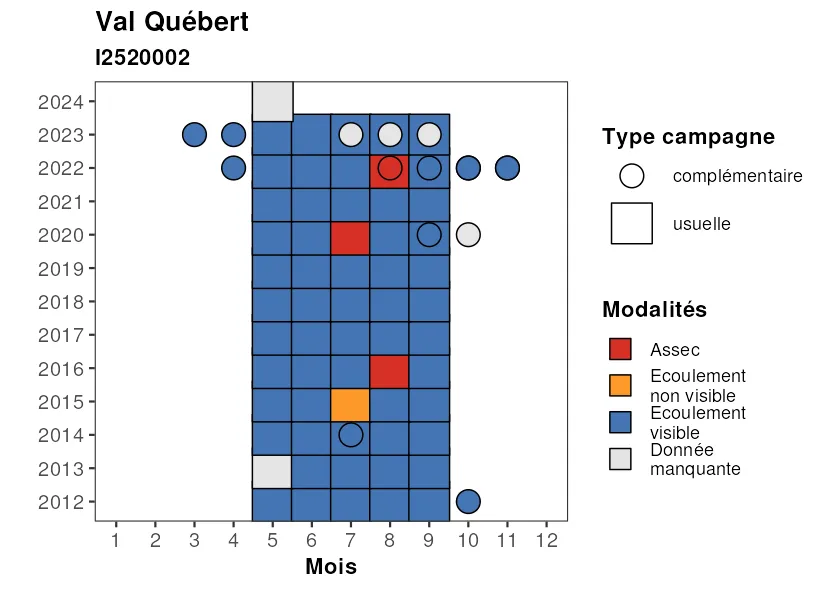 Val Québert
I2520002
2024
2023
2022
2021
2020
2019
2018
2017
2016
2015
2014
2013
2012
1 2 3 4 5 6 7 8 9 10 11 12
Mois
Type campagne
complémentaire
usuelle
Modalités
Assec
Ecoulement
non visible
Ecoulement
visible
Donnée
manquante